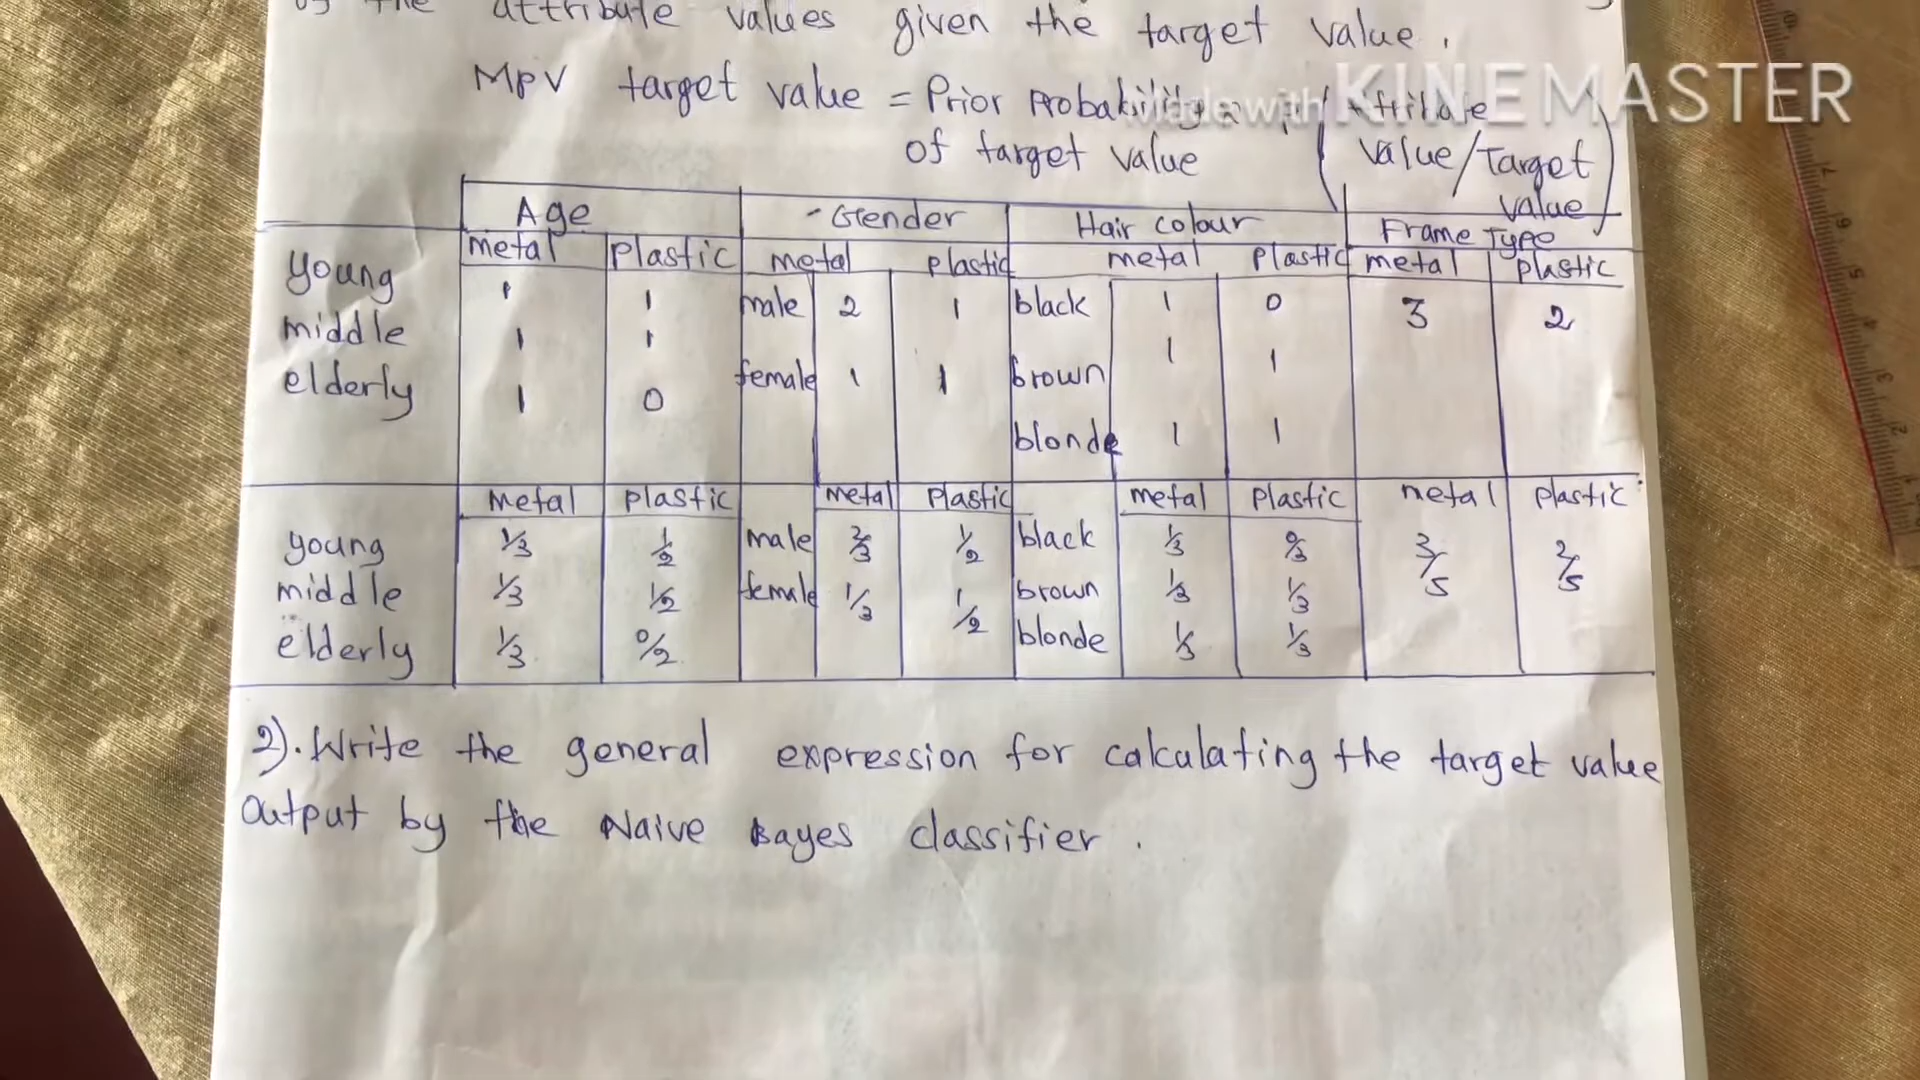 the attribute values given the target value.
MPV target value = Prior Probability
Made with KINEMASTER
of target value value/Target
value
Age Gender Hair colour Frame Type
metal plastic metal plastic metal plastic metal plastic
young 1 1 male 2 1 black 1 0 3 2
middle 1 1 female 1 1 brown 1 1
elderly 1 0 blonde 1 1
metal plastic metal plastic metal plastic metal plastic
young 1/3 1/2 male 2/3 1/2 black 1/3 0/3 3/5 2/5
middle 1/3 1/2 female 1/3 1/2 brown 1/3 1/3
elderly 1/3 0/2 blonde 1/3 1/3
2). Write the general expression for calculating the target value
output by the Naive Bayes classifier.